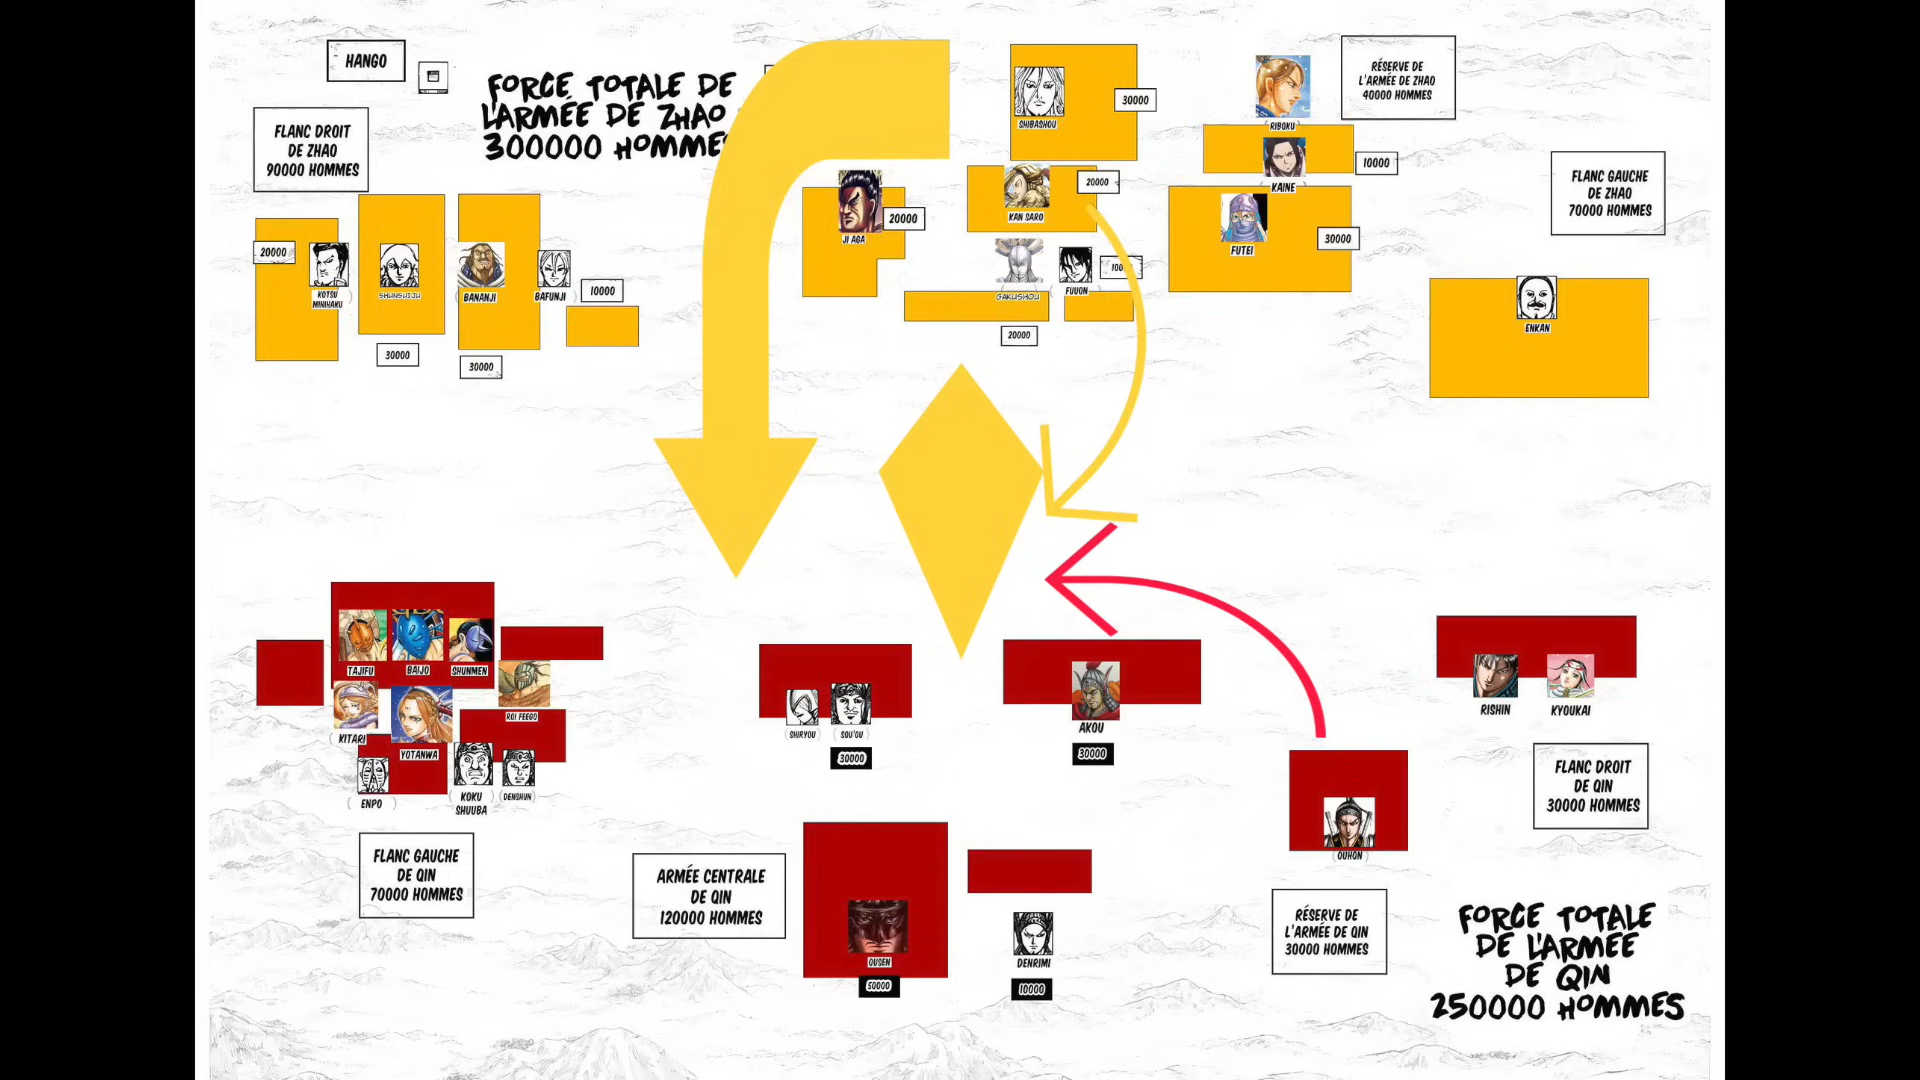 HANGO
FORCE TOTALE DE
L'ARMÉE DE ZHAO
300000 HOMMES
FLANC DROIT
DE ZHAO
90000 HOMMES
20000
KOTSU
MINHAKU
SHUNSUIJU
30000
BANANJI
30000
BAFUNJI
10000
JI AGA
20000
SHIBASHOU
30000
KAN SARO
20000
GAKUSHOU
20000
FUUON
1000
RIBOKU
RÉSERVE DE
L'ARMÉE DE ZHAO
40000 HOMMES
KAINE
10000
FUTEI
30000
FLANC GAUCHE
DE ZHAO
70000 HOMMES
ENKAN
TAJIFU
BAJIO
SHUNMEN
ROI FEEGO
KITARI
YOTANWA
ENPO
KOKU
SHUUBA
DENSHUN
FLANC GAUCHE
DE QIN
70000 HOMMES
SHIRYOU
SOU'OU
30000
AKOU
30000
ARMÉE CENTRALE
DE QIN
120000 HOMMES
OUSEN
50000
DENRIMI
10000
OUHON
RÉSERVE DE
L'ARMÉE DE QIN
30000 HOMMES
RISHIN
KYOUKAI
FLANC DROIT
DE QIN
30000 HOMMES
FORCE TOTALE
DE L'ARMÉE
DE QIN
250000 HOMMES